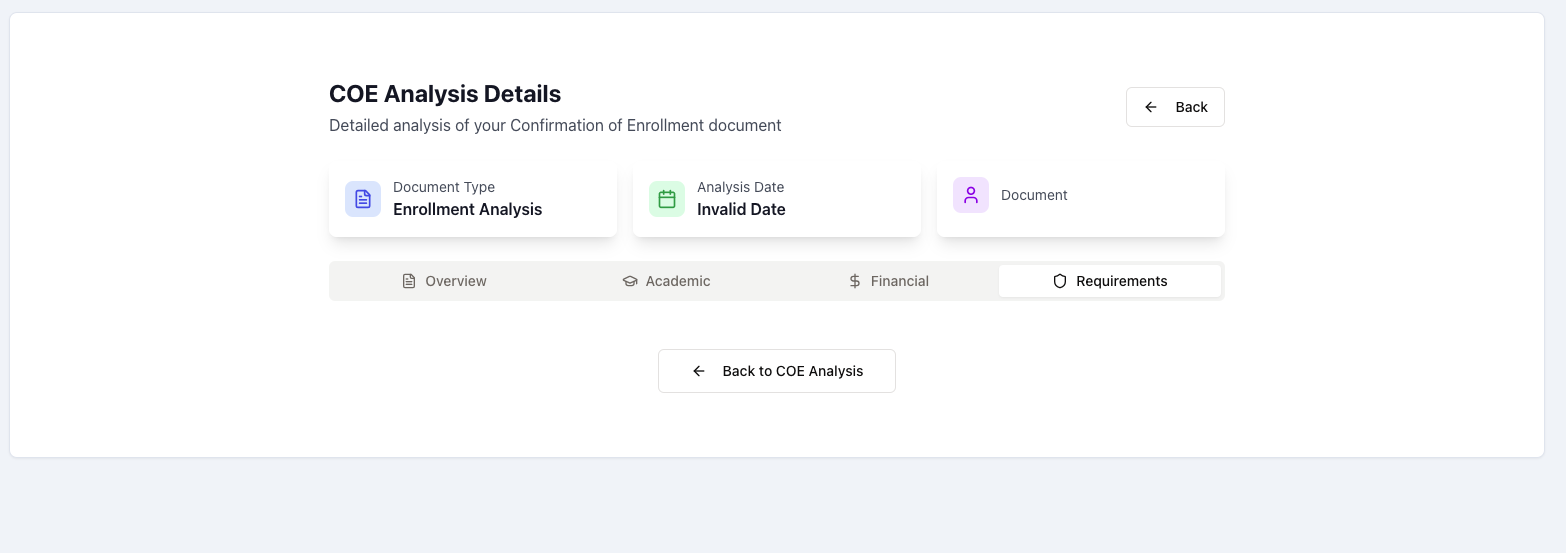 COE Analysis Details
Detailed analysis of your Confirmation of Enrollment document
Back
Document Type
Enrollment Analysis
Analysis Date
Invalid Date
Document
Overview
Academic
Financial
Requirements
Back to COE Analysis